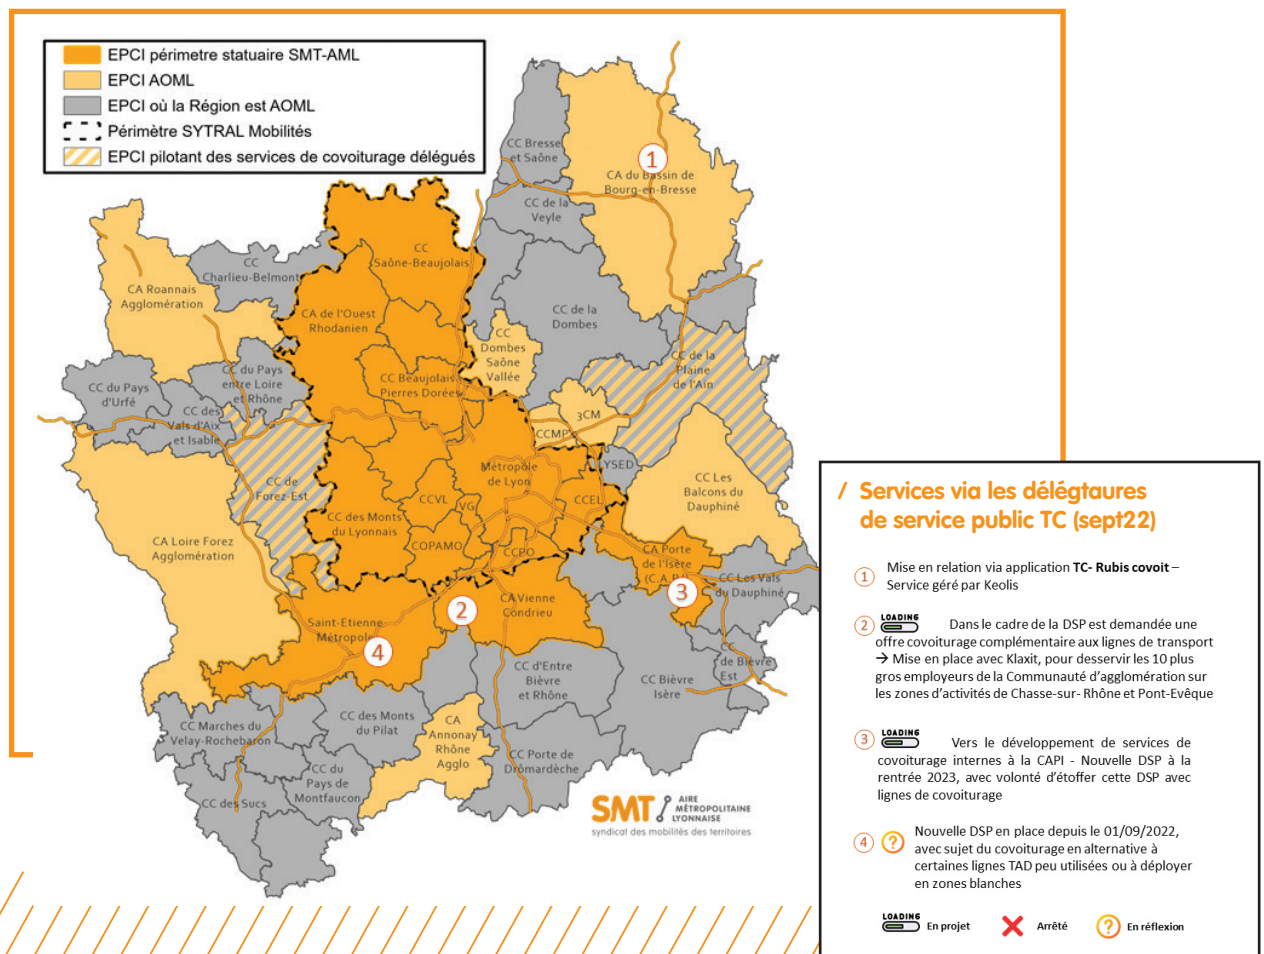 EPCI périmetre statuaire SMT-AML
EPCI AOML
EPCI où la Région est AOML
Périmètre SYTRAL Mobilités
EPCI pilotant des services de covoiturage délégués
CC Bresse
et Saône
1
CA du Bassin de
Bourg-en-Bresse
CC de la
Veyle
CC
Saône-Beaujolais
CC
Charlieu-Belmont
CA Roannais
Agglomération
CA de l'Ouest
Rhodanien
CC de la
Dombes
CC
Dombes
Saône
Vallée
CC de la
Plaine
de l'Ain
CC du Pays
d'Urfé
CC du Pays
entre Loire
et Rhône
CC Beaujolais
Pierres Dorées
CC des
Vals d'Aix
et Isable
3CM
CCMP
LYSED
Métropole
de Lyon
CC de
Forez-Est
CCVL
VG
CCEL
CC Les
Balcons du
Dauphiné
CC des Monts
du Lyonnais
COPAMO
CCPO
CA Loire Forez
Agglomération
CA Porte
de l'Isère
(C.A.P.I)
3
CC Les Vals
du Dauphiné
2
CA Vienne
Condrieu
Saint-Etienne
Métropole
4
CC d'Entre
Bièvre
et Rhône
CC Bièvre
Isère
CC
de Bièvre
Est
CC Marches du
Velay-Rochebaron
CC des Monts
du Pilat
CA
Annonay
Rhône
Agglo
CC Porte de
Drômardèche
CC du
Pays de
Montfaucon
CC des Sucs
SMT
AIRE
MÉTROPOLITAINE
LYONNAISE
syndicat des mobilités des territoires
/ Services via les délégtaures
de service public TC (sept22)
1 Mise en relation via application TC- Rubis covoit –
Service géré par Keolis
2 LOADING Dans le cadre de la DSP est demandée une
offre covoiturage complémentaire aux lignes de transport
→ Mise en place avec Klaxit, pour desservir les 10 plus
gros employeurs de la Communauté d'agglomération sur
les zones d'activités de Chasse-sur- Rhône et Pont-Evêque
3 LOADING Vers le développement de services de
covoiturage internes à la CAPI - Nouvelle DSP à la
rentrée 2023, avec volonté d'étoffer cette DSP avec
lignes de covoiturage
4 ? Nouvelle DSP en place depuis le 01/09/2022,
avec sujet du covoiturage en alternative à
certaines lignes TAD peu utilisées ou à déployer
en zones blanches
LOADING En projet Arrêté ? En réflexion